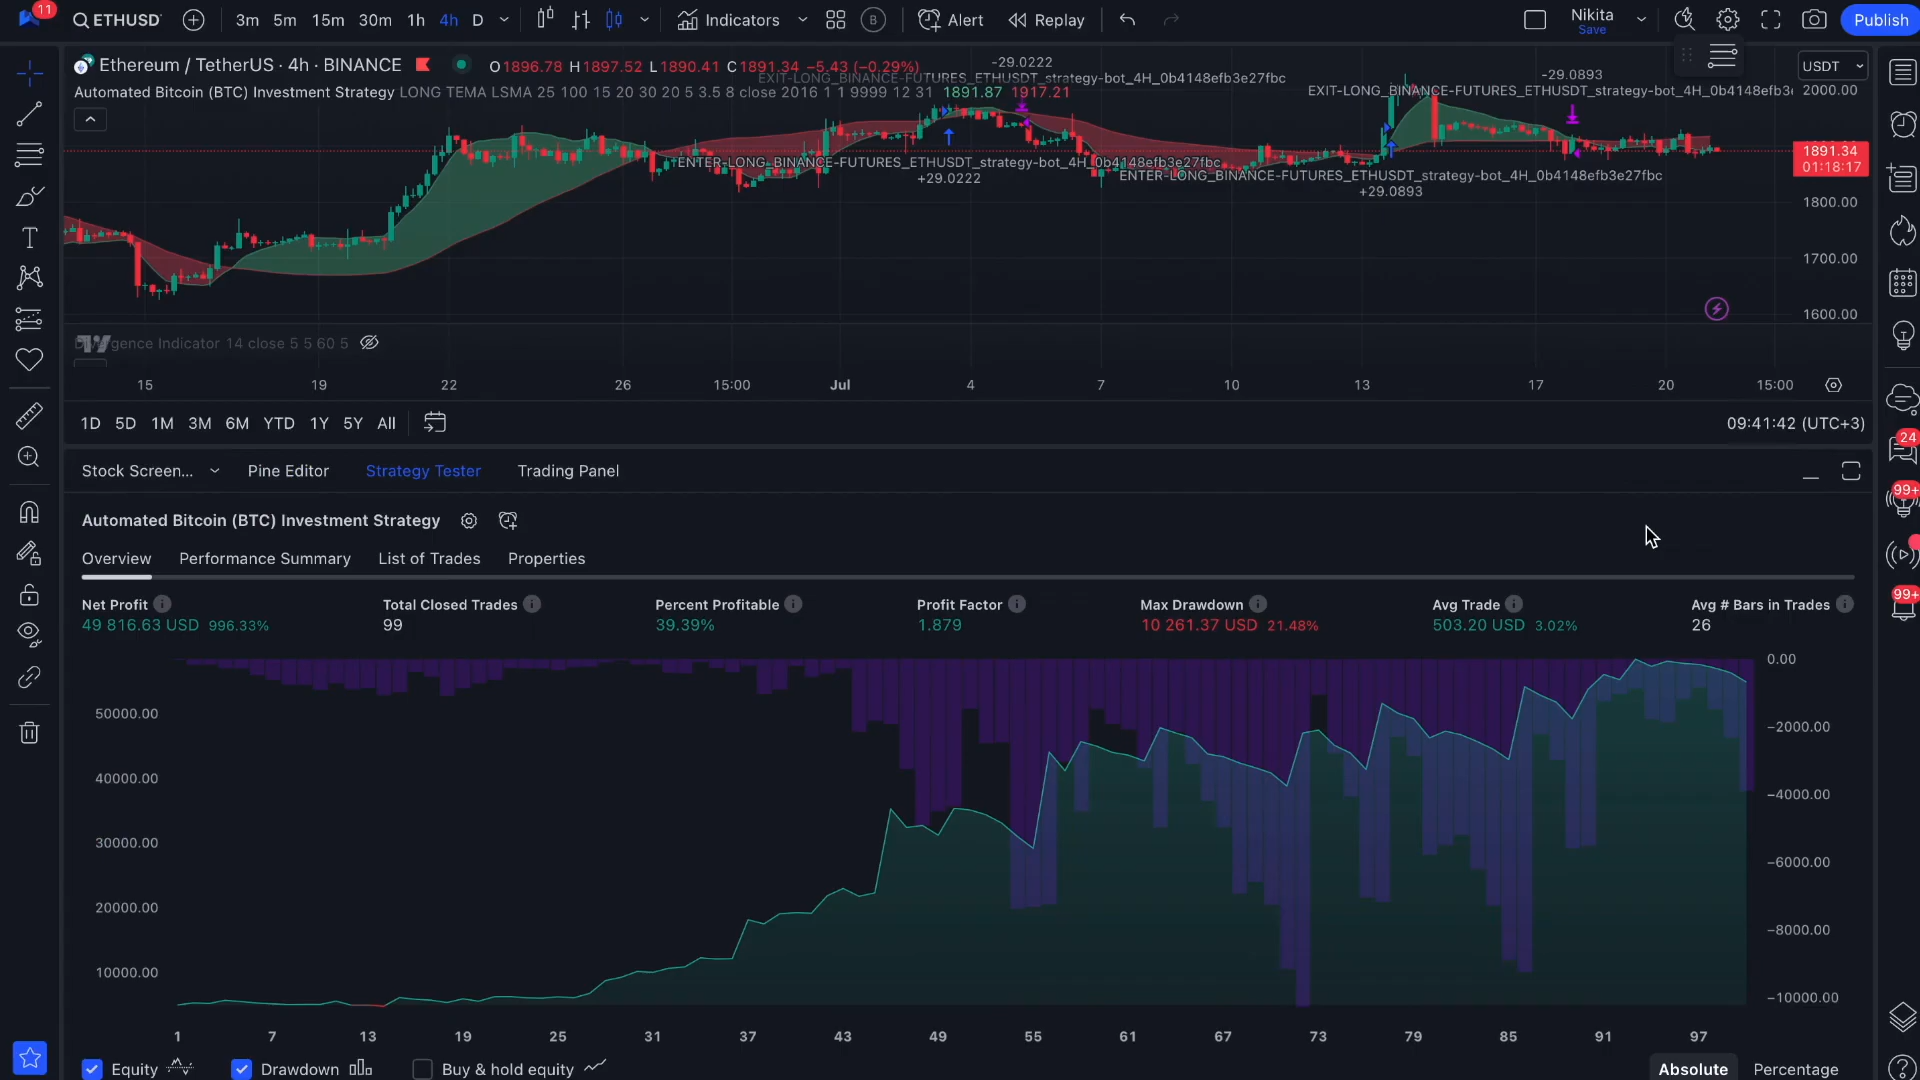 11 ETHUSD 3m 5m 15m 30m 1h 4h D Indicators B Alert Replay Nikita Save Publish
Ethereum / TetherUS · 4h · BINANCE O1896.78 H1897.52 L1890.41 C1891.34 −5.43 (−0.29%)
USDT
Automated Bitcoin (BTC) Investment Strategy LONG TEMA LSMA 25 100 15 20 30 20 5 3.5 8 close 2016 1 1 9999 12 31 1891.87 1917.21
-29.0222
EXIT-LONG_BINANCE-FUTURES_ETHUSDT_strategy-bot_4H_0b4148efb3e27fbc
-29.0893
EXIT-LONG_BINANCE-FUTURES_ETHUSDT_strategy-bot_4H_0b4148efb3e
ENTER-LONG_BINANCE-FUTURES_ETHUSDT_strategy-bot_4H_0b4148efb3e27fbc
+29.0222
ENTER-LONG_BINANCE-FUTURES_ETHUSDT_strategy-bot_4H_0b4148efb3e27fbc
+29.0893
2000.00
1891.34
01:18:17
1800.00
1700.00
1600.00
gence Indicator 14 close 5 5 60 5
15 19 22 26 15:00 Jul 4 7 10 13 17 20 15:00
1D 5D 1M 3M 6M YTD 1Y 5Y All 09:41:42 (UTC+3)
Stock Screen... Pine Editor Strategy Tester Trading Panel
24
99+
99+
Automated Bitcoin (BTC) Investment Strategy
Overview Performance Summary List of Trades Properties
Net Profit Total Closed Trades Percent Profitable Profit Factor Max Drawdown Avg Trade Avg # Bars in Trades
49 816.63 USD 996.33% 99 39.39% 1.879 10 261.37 USD 21.48% 503.20 USD 3.02% 26
50000.00
40000.00
30000.00
20000.00
10000.00
0.00
−2000.00
−4000.00
−6000.00
−8000.00
−10000.00
1 7 13 19 25 31 37 43 49 55 61 67 73 79 85 91 97
Equity Drawdown Buy & hold equity Absolute Percentage